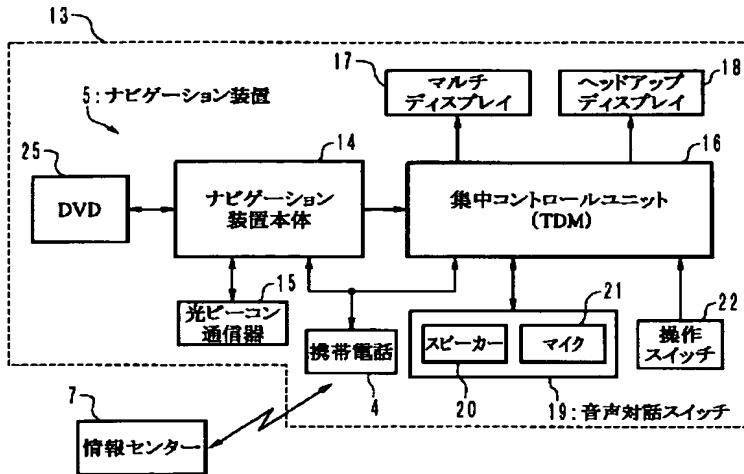 13
17
マルチ
ディスプレイ
ヘッドアップ
ディスプレイ
18
5:ナビゲーション装置
25
DVD
14
ナビゲーション
装置本体
16
集中コントロールユニット
(TDM)
15
光ビーコン
通信器
携帯電話
4
21
スピーカー
マイク
20
19:音声対話スイッチ
22
操作
スイッチ
7
情報センター